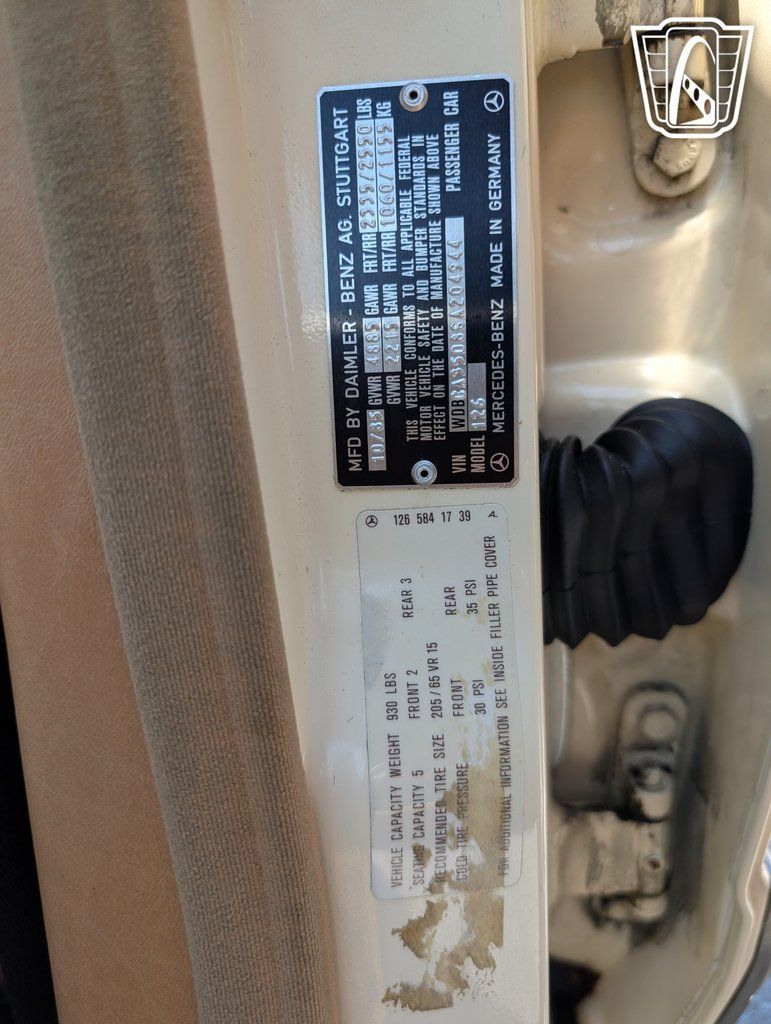 MFD BY DAIMLER - BENZ AG. STUTTGART
10/85 GVWR 4885 GAWR FRT/RR 2335/2550 LBS
GVWR 2215 GAWR FRT/RR 1060/1155 KG
THIS VEHICLE CONFORMS TO ALL APPLICABLE FEDERAL
MOTOR VEHICLE SAFETY AND BUMPER STANDARDS IN
EFFECT ON THE DATE OF MANUFACTURE SHOWN ABOVE
VIN WDBBA35D86A204944 PASSENGER CAR
MODEL 126
MERCEDES-BENZ MADE IN GERMANY
126 584 17 39
VEHICLE CAPACITY WEIGHT 930 LBS
SEATING CAPACITY 5 FRONT 2 REAR 3
RECOMMENDED TIRE SIZE 205/65 VR 15
COLD TIRE PRESSURE FRONT REAR
30 PSI 35 PSI
FOR ADDITIONAL INFORMATION SEE INSIDE FILLER PIPE COVER